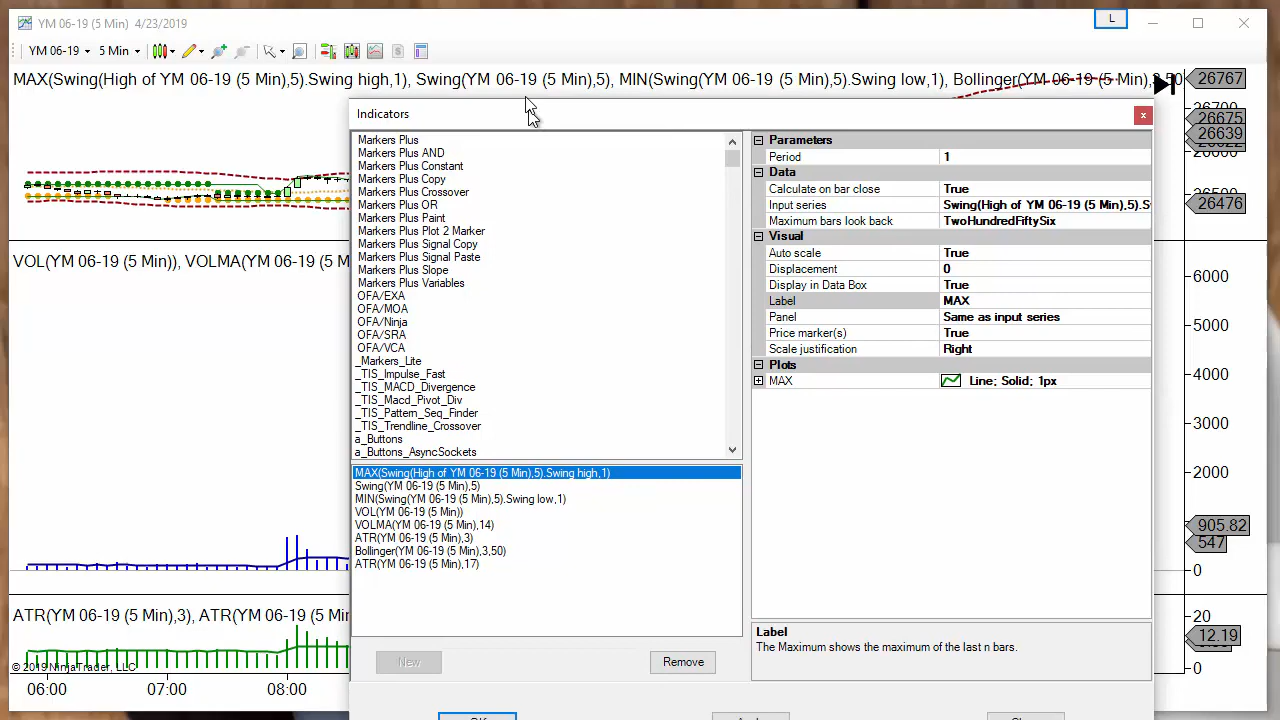 YM 06-19 (5 Min) 4/23/2019
L
YM 06-19 5 Min
MAX(Swing(High of YM 06-19 (5 Min),5).Swing high,1), Swing(YM 06-19 (5 Min),5), MIN(Swing(YM 06-19 (5 Min),5).Swing low,1), Bollinger(YM 06-19 (5 Min),3,50
26767
26675
26639
26476
VOL(YM 06-19 (5 Min)), VOLMA(YM 06-19 (5 M
6000
5000
4000
3000
2000
905.82
547
0
ATR(YM 06-19 (5 Min),3), ATR(YM 06-19 (5 Min
20
12.19
0
© 2019 NinjaTrader, LLC
06:00 07:00 08:00
Indicators
x
Markers Plus
Markers Plus AND
Markers Plus Constant
Markers Plus Copy
Markers Plus Crossover
Markers Plus OR
Markers Plus Paint
Markers Plus Plot 2 Marker
Markers Plus Signal Copy
Markers Plus Signal Paste
Markers Plus Slope
Markers Plus Variables
OFA/EXA
OFA/MOA
OFA/Ninja
OFA/SRA
OFA/VCA
_Markers_Lite
_TIS_Impulse_Fast
_TIS_MACD_Divergence
_TIS_Macd_Pivot_Div
_TIS_Pattern_Seq_Finder
_TIS_Trendline_Crossover
a_Buttons
a_Buttons_AsyncSockets
MAX(Swing(High of YM 06-19 (5 Min),5).Swing high,1)
Swing(YM 06-19 (5 Min),5)
MIN(Swing(YM 06-19 (5 Min),5).Swing low,1)
VOL(YM 06-19 (5 Min))
VOLMA(YM 06-19 (5 Min),14)
ATR(YM 06-19 (5 Min),3)
Bollinger(YM 06-19 (5 Min),3,50)
ATR(YM 06-19 (5 Min),17)
New Remove
Parameters
Period 1
Data
Calculate on bar close True
Input series Swing(High of YM 06-19 (5 Min),5).S
Maximum bars look back TwoHundredFiftySix
Visual
Auto scale True
Displacement 0
Display in Data Box True
Label MAX
Panel Same as input series
Price marker(s) True
Scale justification Right
Plots
MAX Line; Solid; 1px
Label
The Maximum shows the maximum of the last n bars.